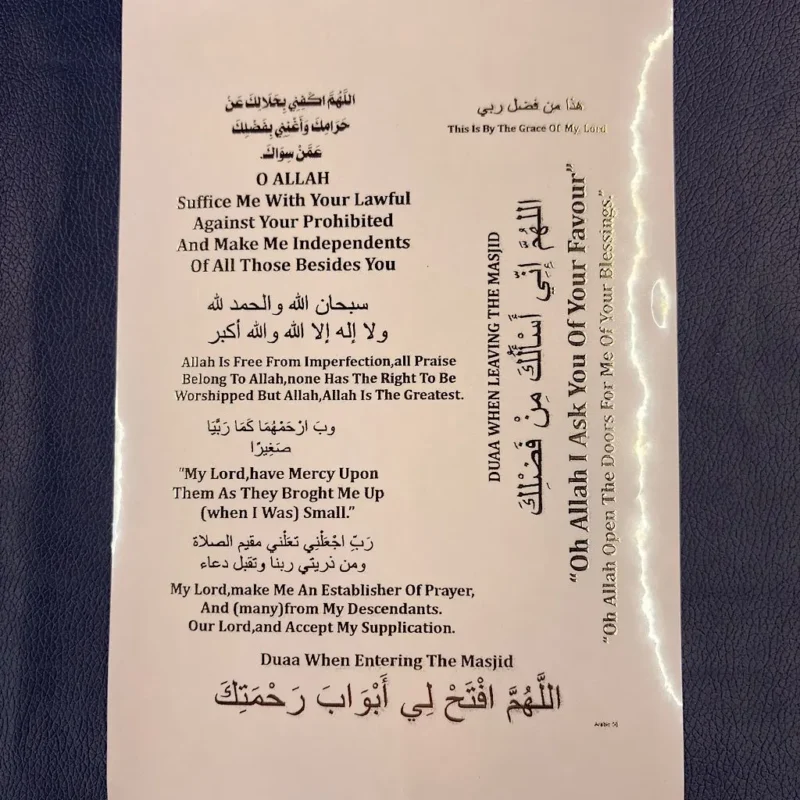 اللَّهُمَّ اكْفِنِي بِحَلَالِكَ عَنْ
حَرَامِكَ وَأَغْنِنِي بِفَضْلِكَ
عَمَّنْ سِوَاكَ.
O ALLAH
Suffice Me With Your Lawful
Against Your Prohibited
And Make Me Independents
Of All Those Besides You
سبحان الله والحمد لله
ولا إله إلا الله والله أكبر
Allah Is Free From Imperfection,all Praise
Belong To Allah,none Has The Right To Be
Worshipped But Allah,Allah Is The Greatest.
وبَ ارْحَمْهُمَا كَمَا رَبَّيَا
صَغِيرًا
"My Lord,have Mercy Upon
Them As They Broght Me Up
(when I Was) Small."
رَبِّ اجْعَلْنِي تعَلْني مقيم الصلاة
ومن ذريتي ربنا وتقبل دعاء
My Lord,make Me An Establisher Of Prayer,
And (many)from My Descendants.
Our Lord,and Accept My Supplication.
Duaa When Entering The Masjid
اللَّهُمَّ افْتَحْ لِي أَبْوَابَ رَحْمَتِكَ
هذا من فضل ربي
This Is By The Grace Of My Lord
DUAA WHEN LEAVING THE MASJID
اللهُمَّ إِنِّي أَسْأَلُكَ مِنْ فَضْلِكَ
"Oh Allah I Ask You Of Your Favour"
"Oh Allah Open The Doors For Me Of Your Blessings."
Arabic 56